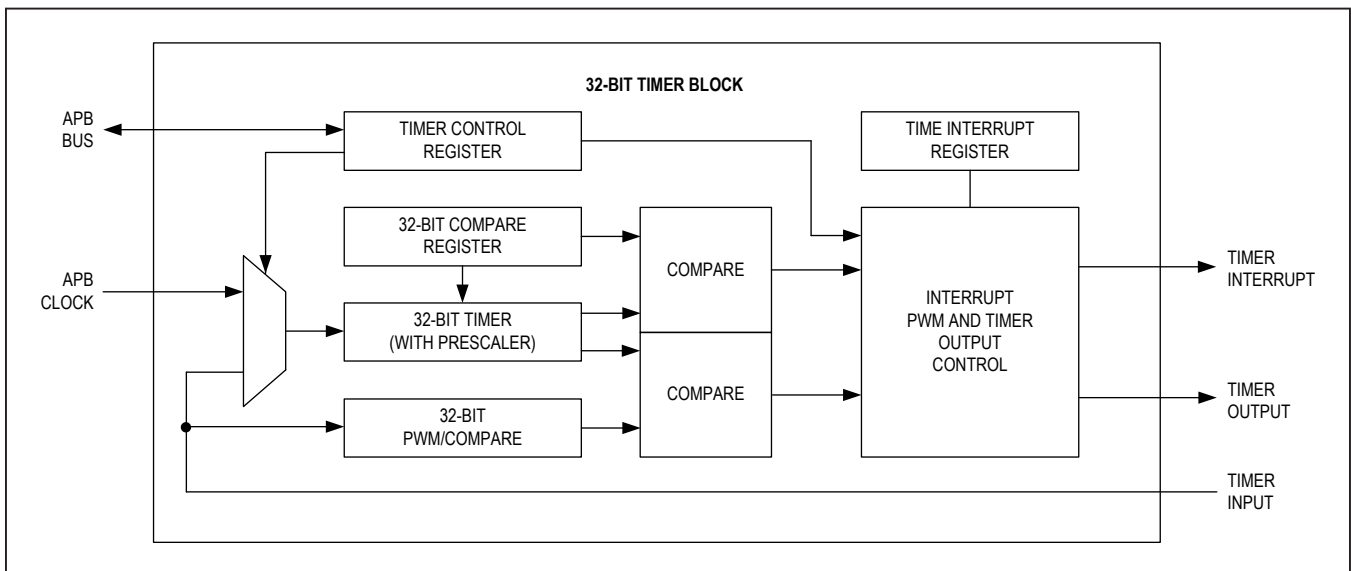 32-BIT TIMER BLOCK
APB
BUS
TIMER CONTROL
REGISTER
TIME INTERRUPT
REGISTER
32-BIT COMPARE
REGISTER
COMPARE
APB
CLOCK
32-BIT TIMER
(WITH PRESCALER)
INTERRUPT
PWM AND TIMER
OUTPUT
CONTROL
TIMER
INTERRUPT
COMPARE
32-BIT
PWM/COMPARE
TIMER
OUTPUT
TIMER
INPUT